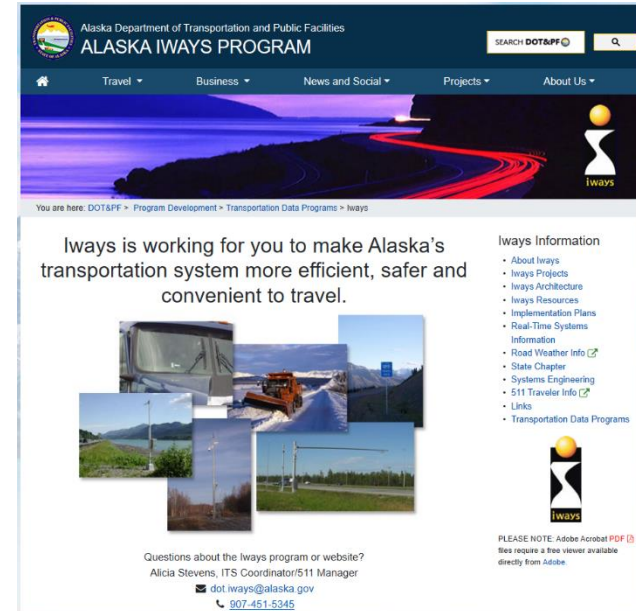 Alaska Department of Transportation and Public Facilities
ALASKA IWAYS PROGRAM
SEARCH DOT&PF
Travel
Business
News and Social
Projects
About Us
iways
You are here: DOT&PF > Program Development > Transportation Data Programs > Iways
Iways is working for you to make Alaska's
transportation system more efficient, safer and
convenient to travel.
Questions about the Iways program or website?
Alicia Stevens, ITS Coordinator/511 Manager
dot.iways@alaska.gov
907-451-5345
Iways Information
• About Iways
• Iways Projects
• Iways Architecture
• Iways Resources
• Implementation Plans
• Real-Time Systems
Information
• Road Weather Info
• State Chapter
• Systems Engineering
• 511 Traveler Info
• Links
• Transportation Data Programs
iways
PLEASE NOTE: Adobe Acrobat PDF
files require a free viewer available
directly from Adobe.